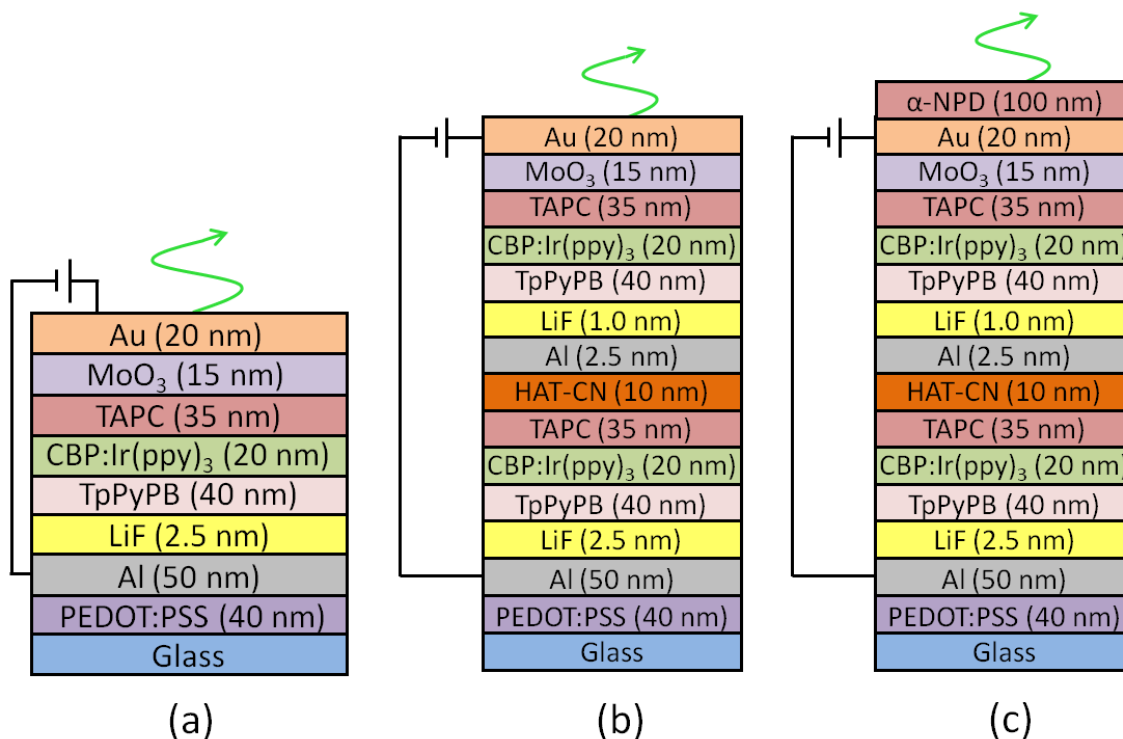 Au (20 nm)
MoO₃ (15 nm)
TAPC (35 nm)
CBP:Ir(ppy)₃ (20 nm)
TpPyPB (40 nm)
LiF (2.5 nm)
Al (50 nm)
PEDOT:PSS (40 nm)
Glass
(a)
Au (20 nm)
MoO₃ (15 nm)
TAPC (35 nm)
CBP:Ir(ppy)₃ (20 nm)
TpPyPB (40 nm)
LiF (1.0 nm)
Al (2.5 nm)
HAT-CN (10 nm)
TAPC (35 nm)
CBP:Ir(ppy)₃ (20 nm)
TpPyPB (40 nm)
LiF (2.5 nm)
Al (50 nm)
PEDOT:PSS (40 nm)
Glass
(b)
α-NPD (100 nm)
Au (20 nm)
MoO₃ (15 nm)
TAPC (35 nm)
CBP:Ir(ppy)₃ (20 nm)
TpPyPB (40 nm)
LiF (1.0 nm)
Al (2.5 nm)
HAT-CN (10 nm)
TAPC (35 nm)
CBP:Ir(ppy)₃ (20 nm)
TpPyPB (40 nm)
LiF (2.5 nm)
Al (50 nm)
PEDOT:PSS (40 nm)
Glass
(c)